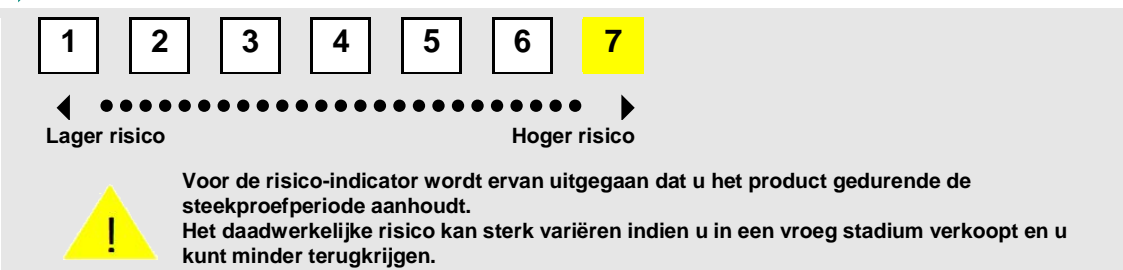 1 2 3 4 5 6 7
Lager risico Hoger risico
!
Voor de risico-indicator wordt ervan uitgegaan dat u het product gedurende de
steekproefperiode aanhoudt.
Het daadwerkelijke risico kan sterk variëren indien u in een vroeg stadium verkoopt en u
kunt minder terugkrijgen.